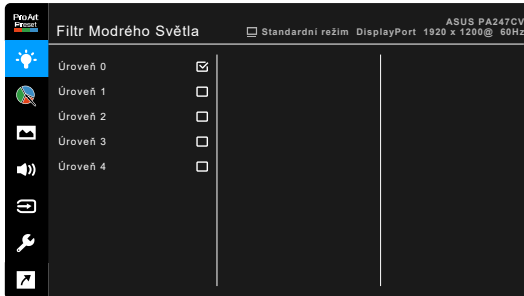 ProArt
Preset
Filtr Modrého Světla
ASUS PA247CV
Standardní režim DisplayPort 1920 x 1200@ 60Hz
Úroveň 0
Úroveň 1
Úroveň 2
Úroveň 3
Úroveň 4